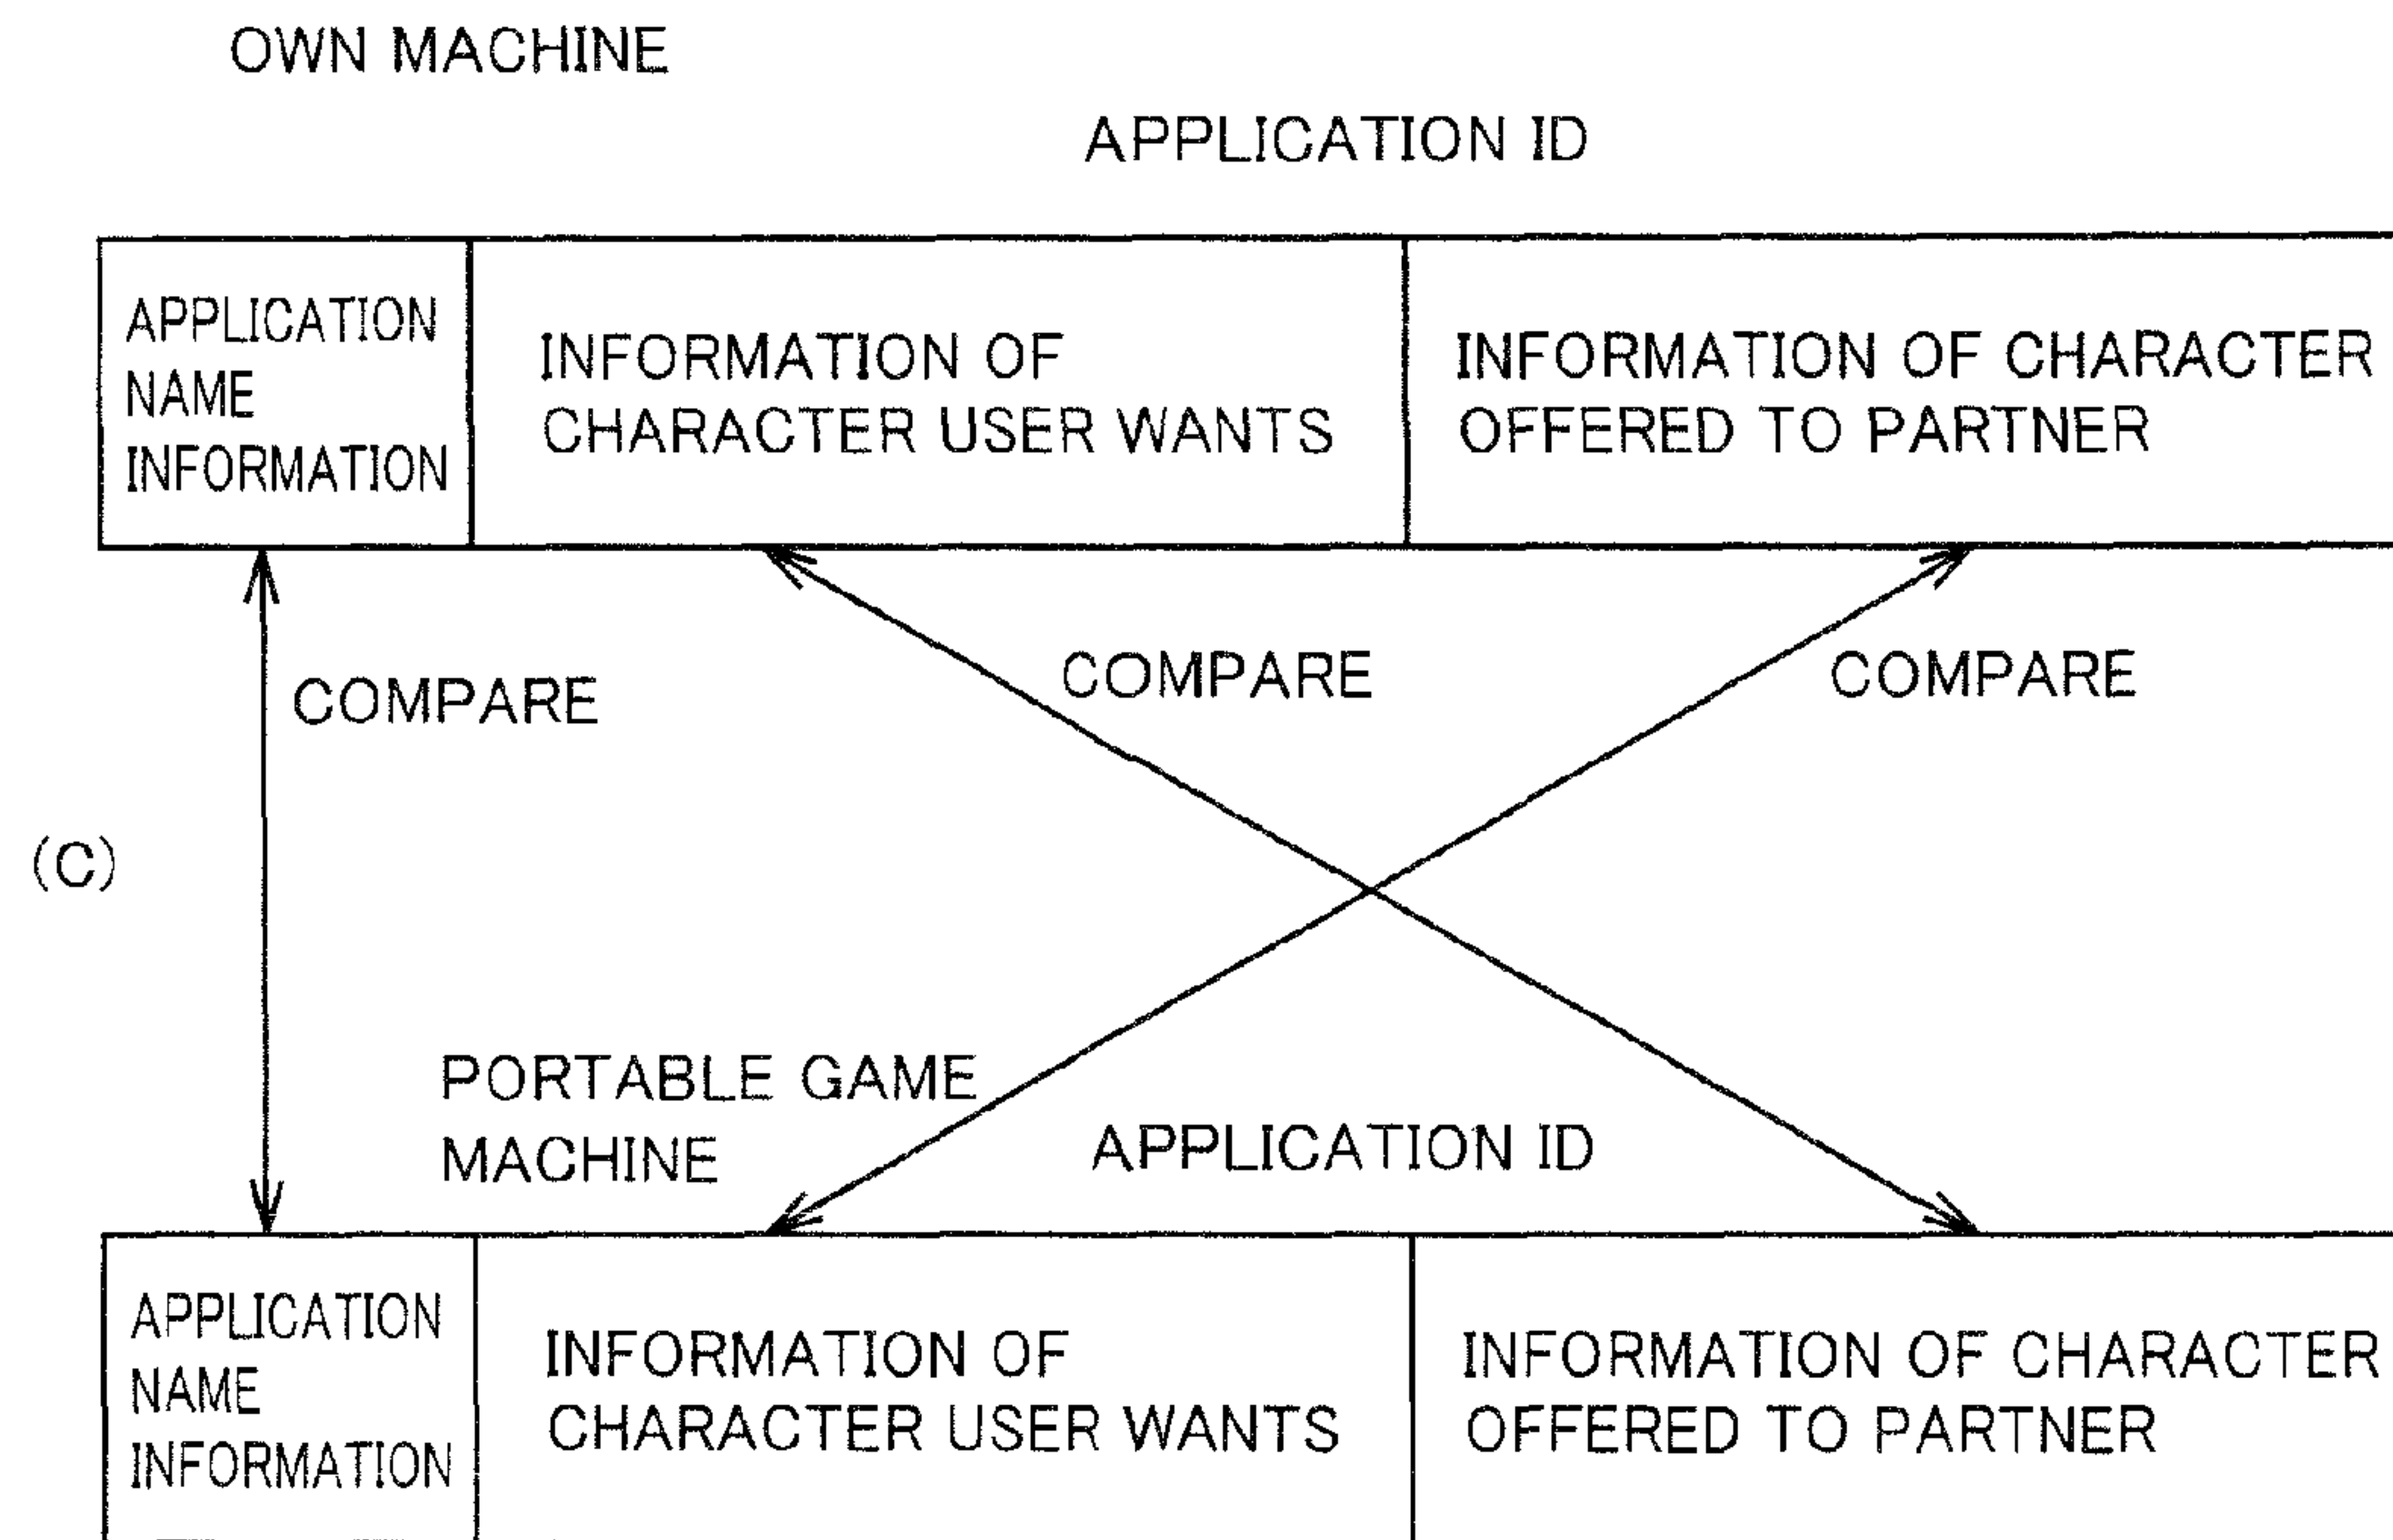 OWN MACHINE
APPLICATION ID
APPLICATION
NAME
INFORMATION
INFORMATION OF
CHARACTER USER WANTS
INFORMATION OF CHARACTER
OFFERED TO PARTNER
COMPARE
COMPARE
COMPARE
(C)
PORTABLE GAME
MACHINE
APPLICATION ID
APPLICATION
NAME
INFORMATION
INFORMATION OF
CHARACTER USER WANTS
INFORMATION OF CHARACTER
OFFERED TO PARTNER